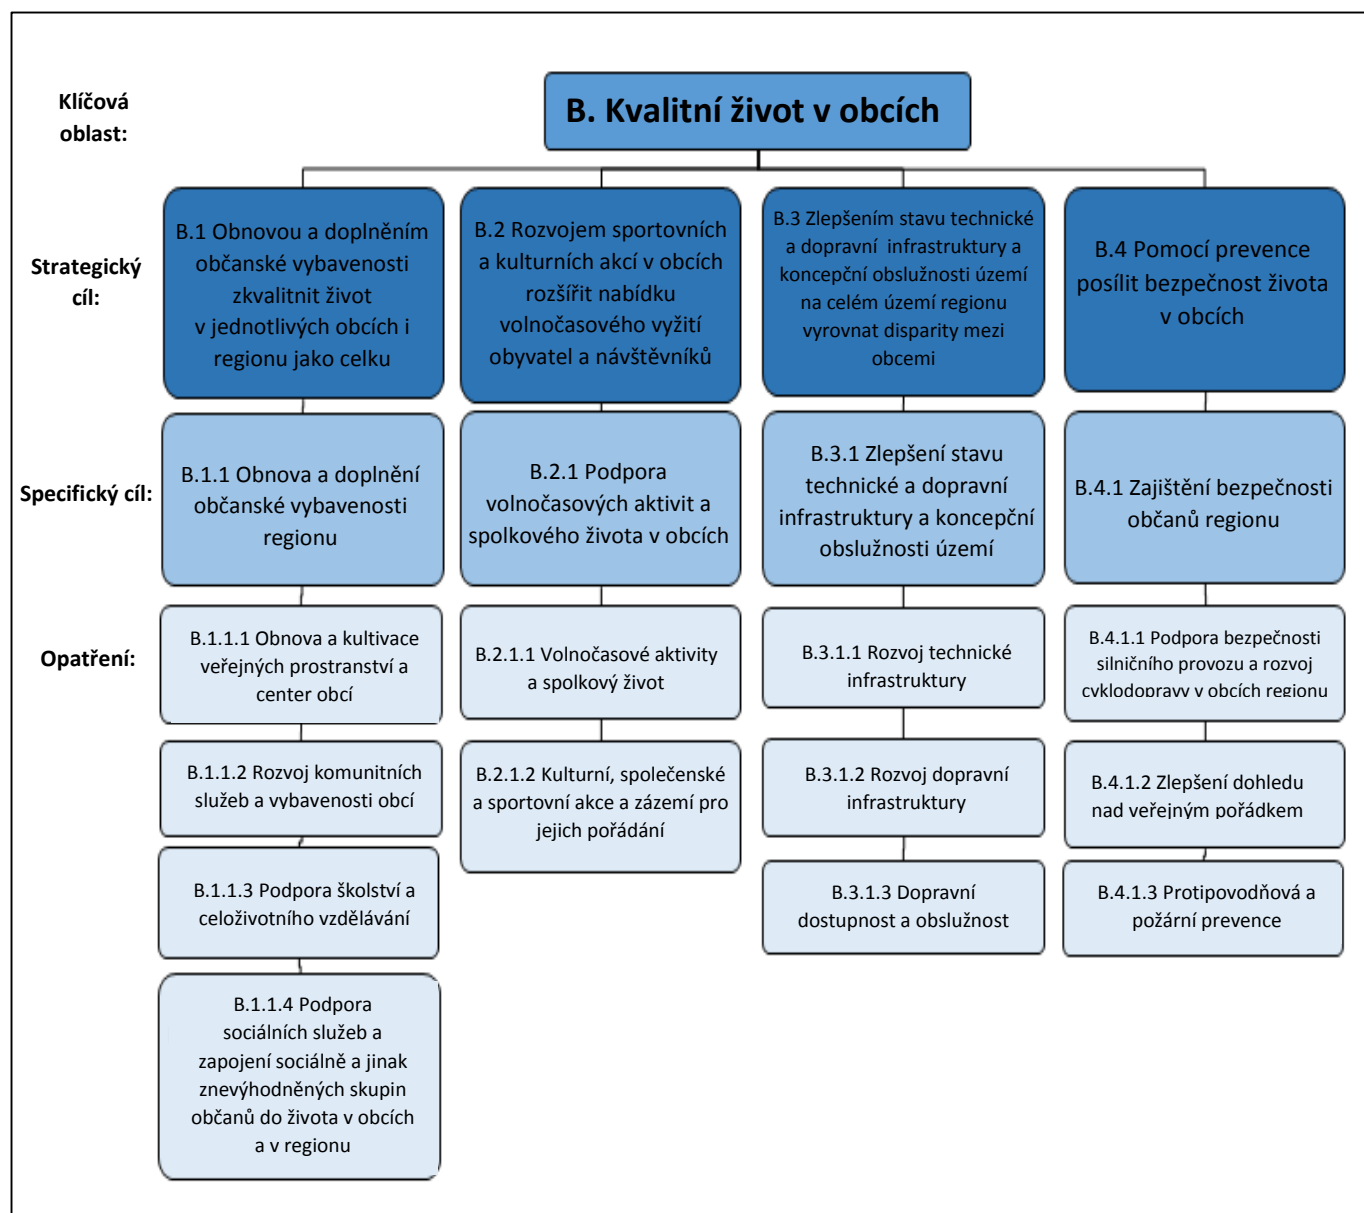 Klíčová
oblast:
B. Kvalitní život v obcích
Strategický
cíl:
B.1 Obnovou a doplněním
občanské vybavenosti
zkvalitnit život
v jednotlivých obcích i
regionu jako celku
B.2 Rozvojem sportovních
a kulturních akcí v obcích
rozšířit nabídku
volnočasového vyžití
obyvatel a návštěvníků
B.3 Zlepšením stavu technické
a dopravní infrastruktury a
koncepční obslužnosti území
na celém území regionu
vyrovnat disparity mezi
obcemi
B.4 Pomocí prevence
posílit bezpečnost života
v obcích
Specifický cíl:
B.1.1 Obnova a doplnění
občanské vybavenosti
regionu
B.2.1 Podpora
volnočasových aktivit a
spolkového života v obcích
B.3.1 Zlepšení stavu
technické a dopravní
infrastruktury a koncepční
obslužnosti území
B.4.1 Zajištění bezpečnosti
občanů regionu
Opatření:
B.1.1.1 Obnova a kultivace
veřejných prostranství a
center obcí
B.2.1.1 Volnočasové aktivity
a spolkový život
B.3.1.1 Rozvoj technické
infrastruktury
B.4.1.1 Podpora bezpečnosti
silničního provozu a rozvoj
cyklodopravy v obcích regionu
B.1.1.2 Rozvoj komunitních
služeb a vybavenosti obcí
B.2.1.2 Kulturní, společenské
a sportovní akce a zázemí pro
jejich pořádání
B.3.1.2 Rozvoj dopravní
infrastruktury
B.4.1.2 Zlepšení dohledu
nad veřejným pořádkem
B.1.1.3 Podpora školství a
celoživotního vzdělávání
B.3.1.3 Dopravní
dostupnost a obslužnost
B.4.1.3 Protipovodňová a
požární prevence
B.1.1.4 Podpora
sociálních služeb a
zapojení sociálně a jinak
znevýhodněných skupin
občanů do života v obcích
a v regionu